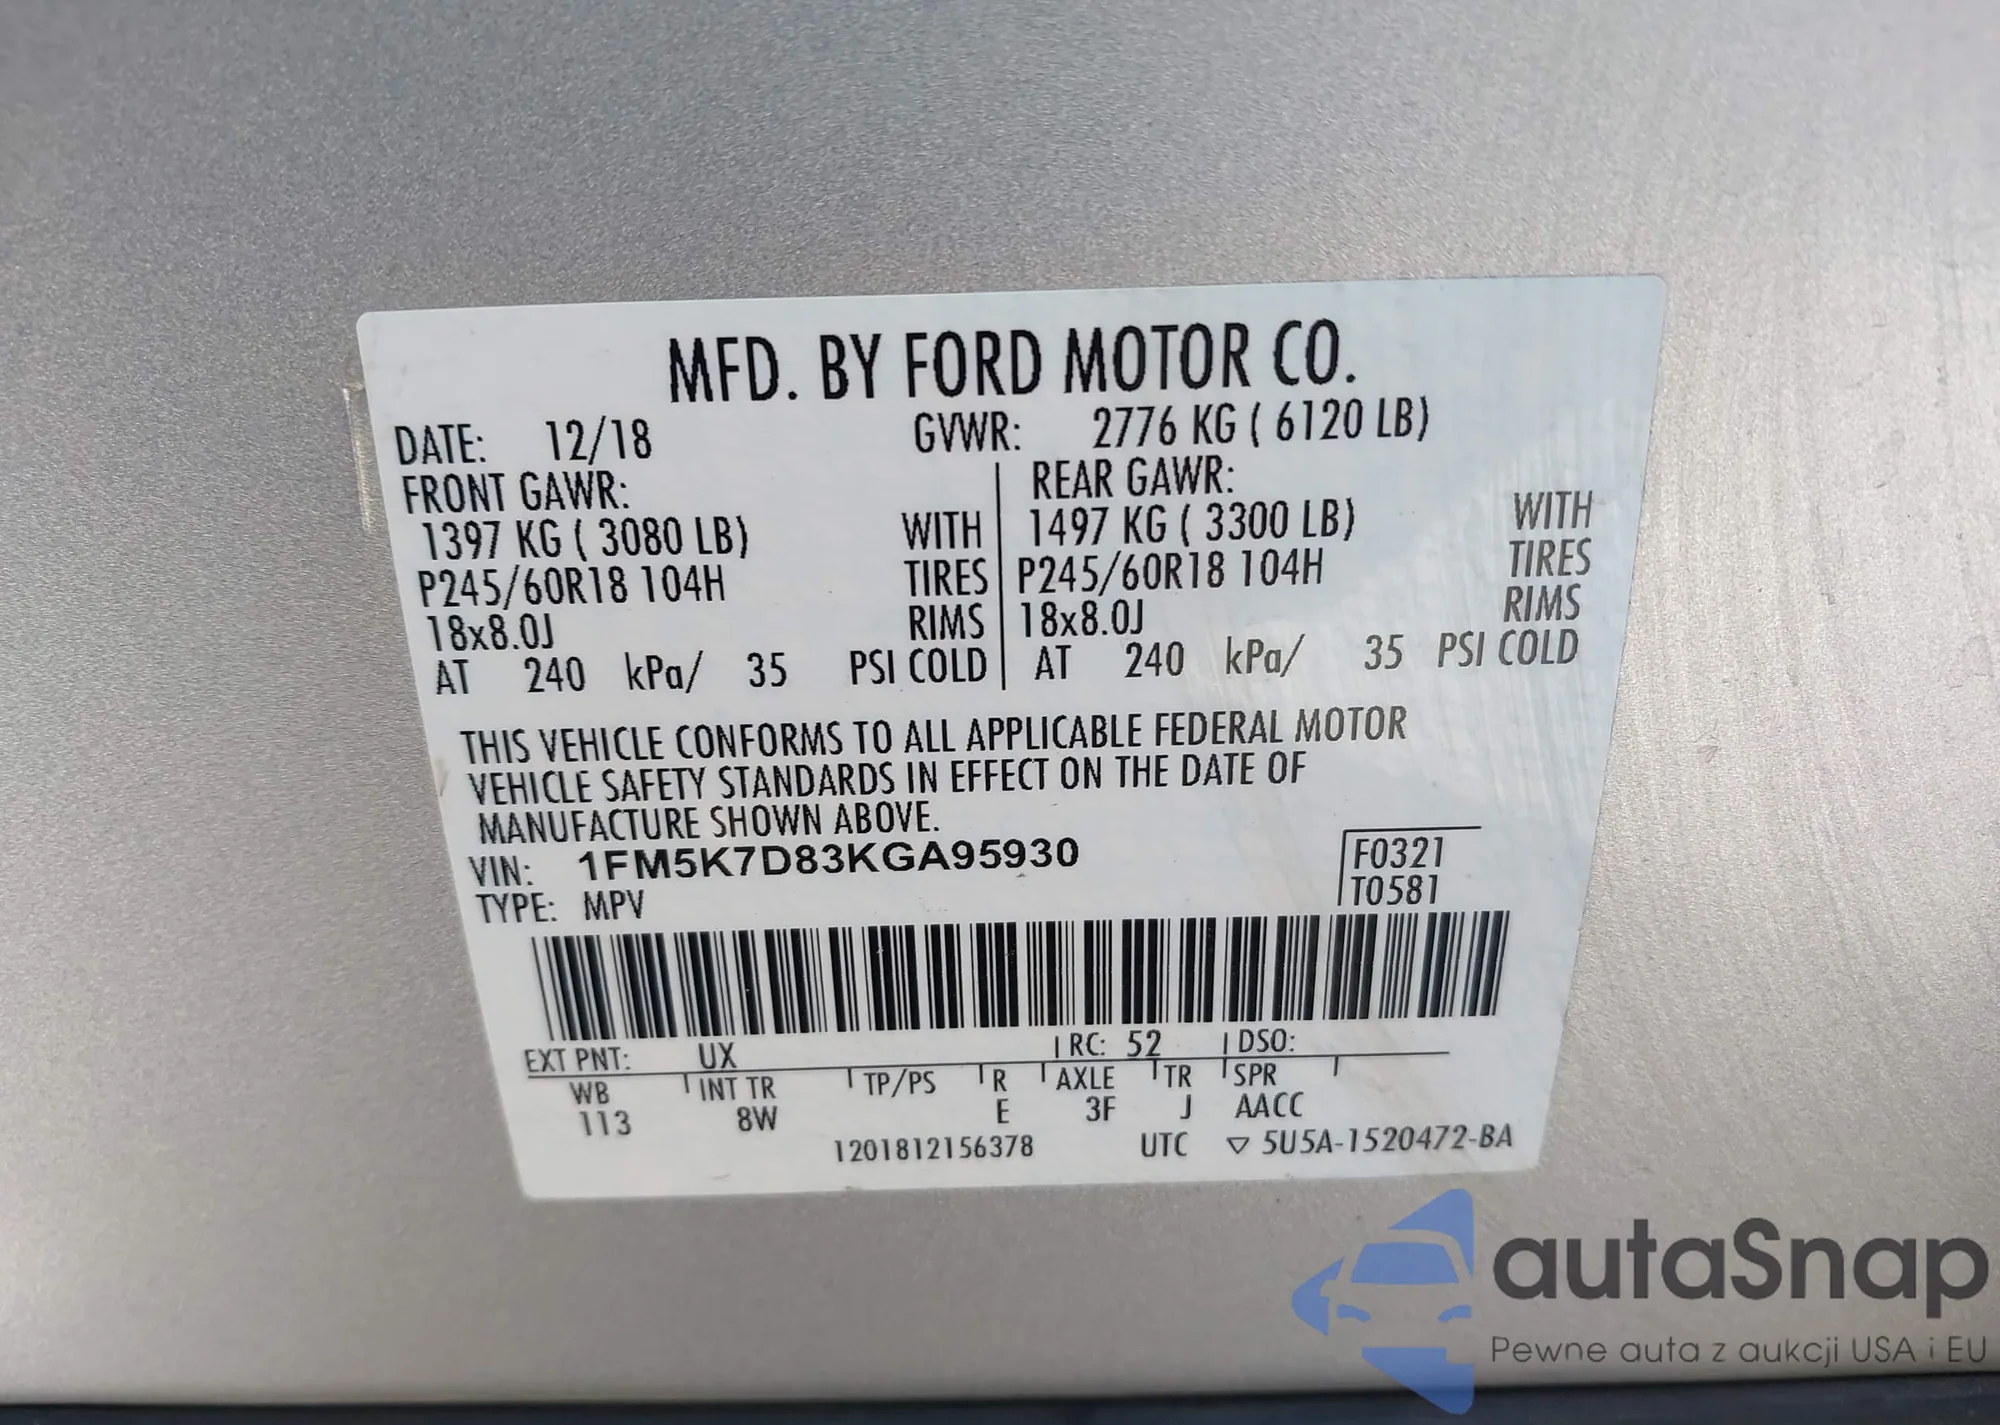 MFD. BY FORD MOTOR CO.
DATE: 12/18 GVWR: 2776 KG ( 6120 LB)
FRONT GAWR: REAR GAWR:
1397 KG ( 3080 LB) WITH 1497 KG ( 3300 LB) WITH
P245/60R18 104H TIRES P245/60R18 104H TIRES
18x8.0J RIMS 18x8.0J RIMS
AT 240 kPa/ 35 PSI COLD AT 240 kPa/ 35 PSI COLD
THIS VEHICLE CONFORMS TO ALL APPLICABLE FEDERAL MOTOR
VEHICLE SAFETY STANDARDS IN EFFECT ON THE DATE OF
MANUFACTURE SHOWN ABOVE.
VIN: 1FM5K7D83KGA95930 F0321
TYPE: MPV T0581
EXT PNT: UX RC: 52 DSO:
WB INT TR TP/PS R AXLE TR SPR
113 8W E 3F J AACC
1201812156378 UTC ▽ 5U5A-1520472-BA
autaSnap
Pewne auta z aukcji USA i EU